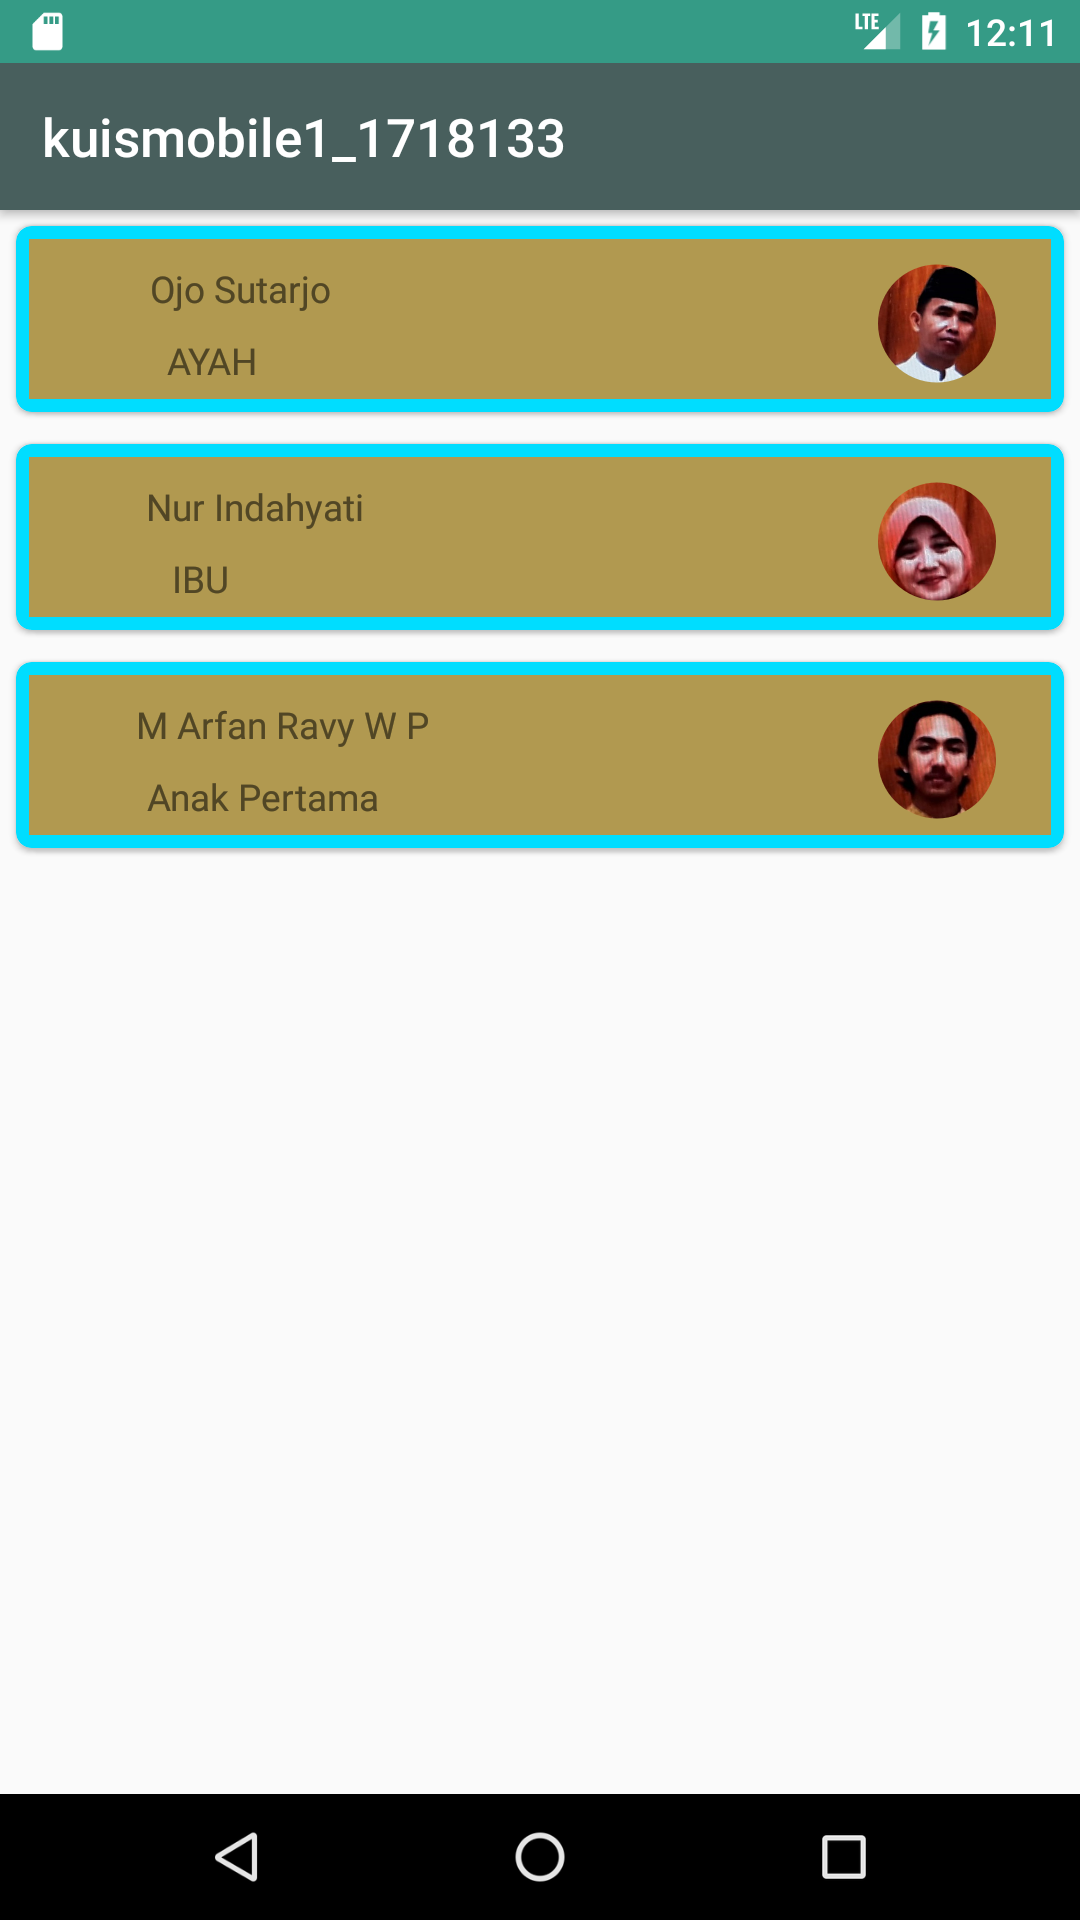 LTE 12:11
kuismobile1_1718133
Ojo Sutarjo
AYAH
Nur Indahyati
IBU
M Arfan Ravy W P
Anak Pertama